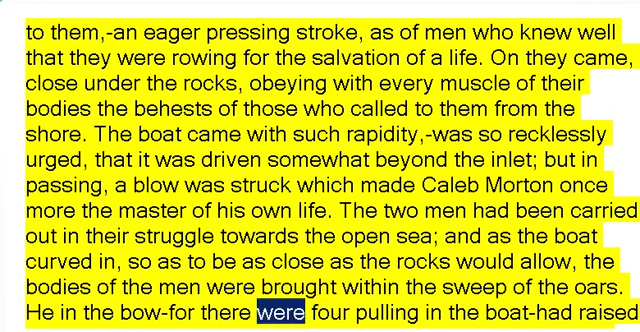 to them,-an eager pressing stroke, as of men who knew well
that they were rowing for the salvation of a life. On they came,
close under the rocks, obeying with every muscle of their
bodies the behests of those who called to them from the
shore. The boat came with such rapidity,-was so recklessly
urged, that it was driven somewhat beyond the inlet; but in
passing, a blow was struck which made Caleb Morton once
more the master of his own life. The two men had been carried
out in their struggle towards the open sea; and as the boat
curved in, so as to be as close as the rocks would allow, the
bodies of the men were brought within the sweep of the oars.
He in the bow-for there were four pulling in the boat-had raised